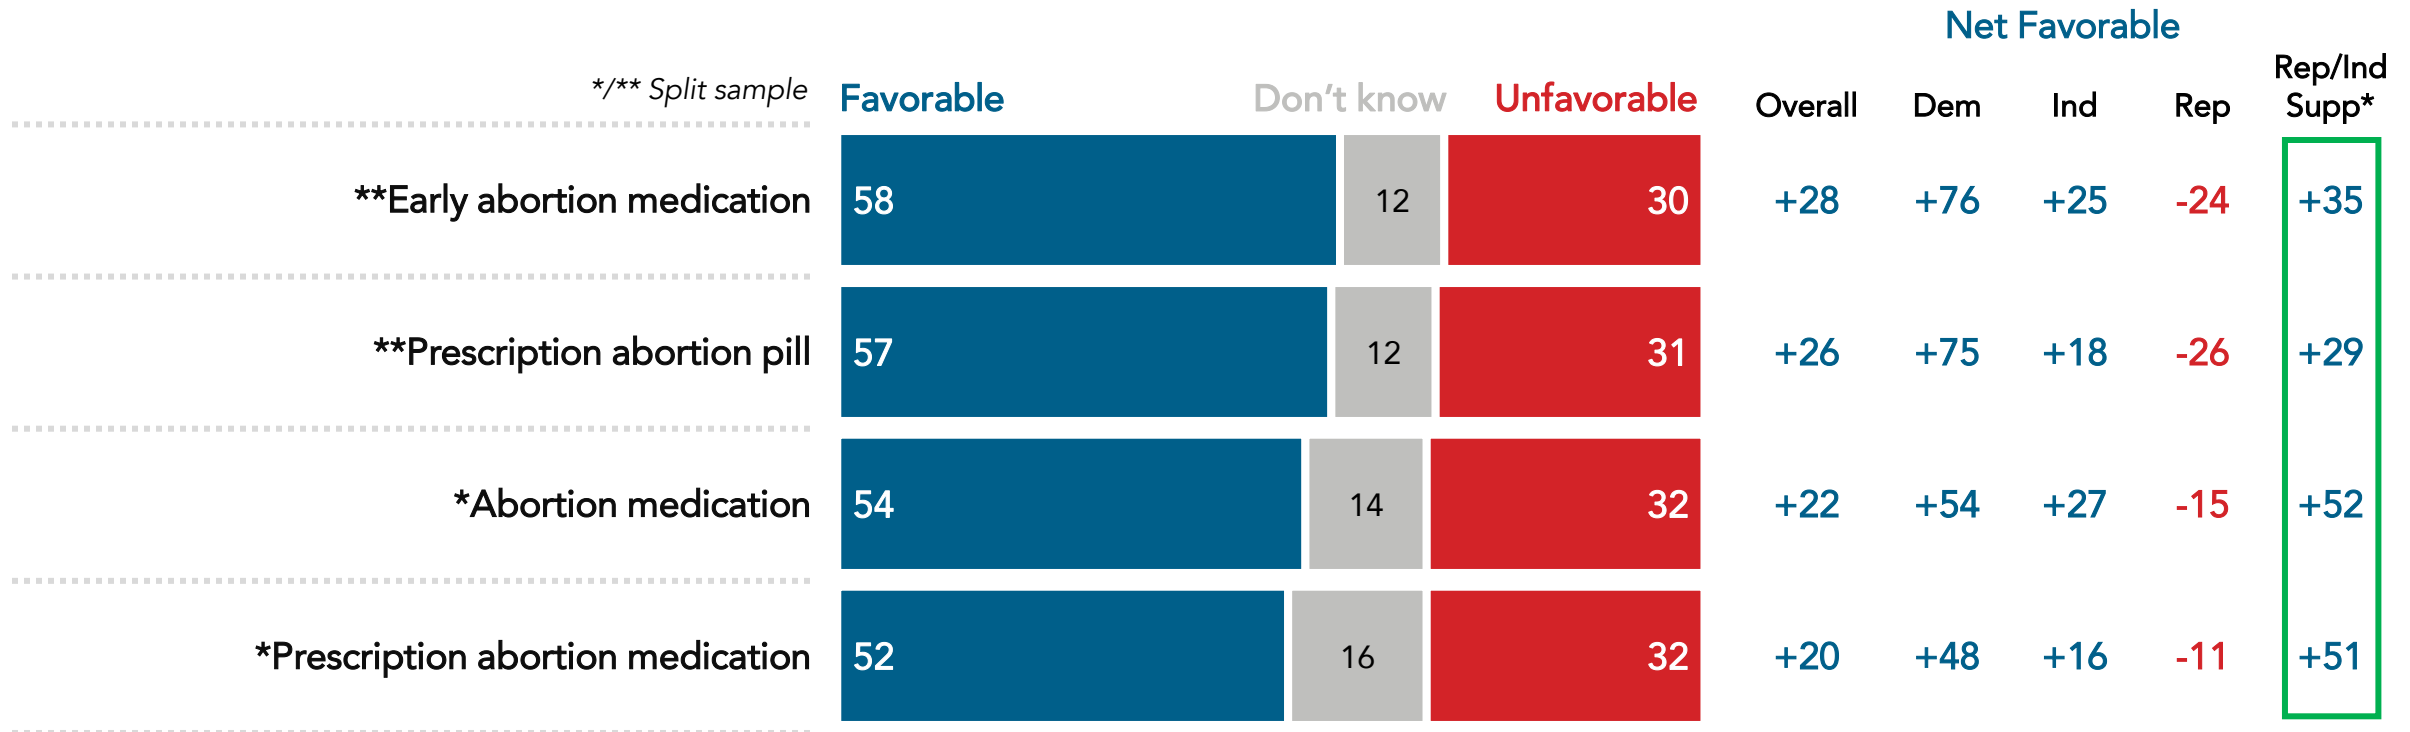 Net Favorable
*/** Split sample Favorable Don't know Unfavorable Overall Dem Ind Rep Rep/Ind
Supp*
**Early abortion medication 58 12 30 +28 +76 +25 -24 +35
**Prescription abortion pill 57 12 31 +26 +75 +18 -26 +29
*Abortion medication 54 14 32 +22 +54 +27 -15 +52
*Prescription abortion medication 52 16 32 +20 +48 +16 -11 +51